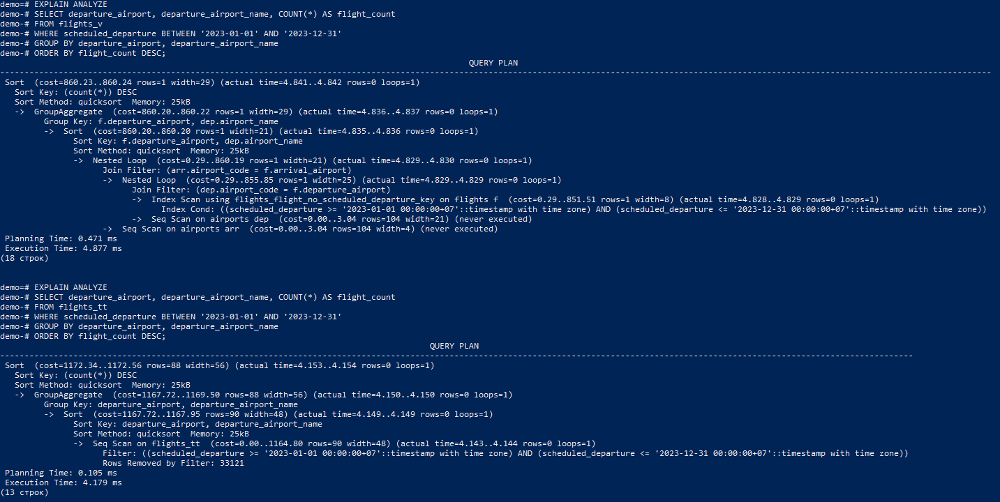 demo=# EXPLAIN ANALYZE
demo-# SELECT departure_airport, departure_airport_name, COUNT(*) AS flight_count
demo-# FROM flights_v
demo-# WHERE scheduled_departure BETWEEN '2023-01-01' AND '2023-12-31'
demo-# GROUP BY departure_airport, departure_airport_name
demo-# ORDER BY flight_count DESC;
QUERY PLAN
Sort  (cost=860.23..860.24 rows=1 width=29) (actual time=4.841..4.842 rows=0 loops=1)
Sort Key: (count(*)) DESC
Sort Method: quicksort  Memory: 25kB
->  GroupAggregate  (cost=860.20..860.22 rows=1 width=29) (actual time=4.836..4.837 rows=0 loops=1)
Group Key: f.departure_airport, dep.airport_name
->  Sort  (cost=860.20..860.20 rows=1 width=21) (actual time=4.835..4.836 rows=0 loops=1)
Sort Key: f.departure_airport, dep.airport_name
Sort Method: quicksort  Memory: 25kB
->  Nested Loop  (cost=0.29..860.19 rows=1 width=21) (actual time=4.829..4.830 rows=0 loops=1)
Join Filter: (arr.airport_code = f.arrival_airport)
->  Nested Loop  (cost=0.29..855.85 rows=1 width=25) (actual time=4.829..4.829 rows=0 loops=1)
Join Filter: (dep.airport_code = f.departure_airport)
->  Index Scan using flights_flight_no_scheduled_departure_key on flights f  (cost=0.29..851.51 rows=1 width=8) (actual time=4.828..4.829 rows=0 loops=1)
Index Cond: ((scheduled_departure >= '2023-01-01 00:00:00+07'::timestamp with time zone) AND (scheduled_departure <= '2023-12-31 00:00:00+07'::timestamp with time zone))
->  Seq Scan on airports dep  (cost=0.00..3.04 rows=104 width=21) (never executed)
->  Seq Scan on airports arr  (cost=0.00..3.04 rows=104 width=4) (never executed)
Planning Time: 0.471 ms
Execution Time: 4.877 ms
(18 строк)
demo=# EXPLAIN ANALYZE
demo-# SELECT departure_airport, departure_airport_name, COUNT(*) AS flight_count
demo-# FROM flights_tt
demo-# WHERE scheduled_departure BETWEEN '2023-01-01' AND '2023-12-31'
demo-# GROUP BY departure_airport, departure_airport_name
demo-# ORDER BY flight_count DESC;
QUERY PLAN
Sort  (cost=1172.34..1172.56 rows=88 width=56) (actual time=4.153..4.154 rows=0 loops=1)
Sort Key: (count(*)) DESC
Sort Method: quicksort  Memory: 25kB
->  GroupAggregate  (cost=1167.72..1169.50 rows=88 width=56) (actual time=4.150..4.150 rows=0 loops=1)
Group Key: departure_airport, departure_airport_name
->  Sort  (cost=1167.72..1167.95 rows=90 width=48) (actual time=4.149..4.149 rows=0 loops=1)
Sort Key: departure_airport, departure_airport_name
Sort Method: quicksort  Memory: 25kB
->  Seq Scan on flights_tt  (cost=0.00..1164.80 rows=90 width=48) (actual time=4.143..4.144 rows=0 loops=1)
Filter: ((scheduled_departure >= '2023-01-01 00:00:00+07'::timestamp with time zone) AND (scheduled_departure <= '2023-12-31 00:00:00+07'::timestamp with time zone))
Rows Removed by Filter: 33121
Planning Time: 0.105 ms
Execution Time: 4.179 ms
(13 строк)